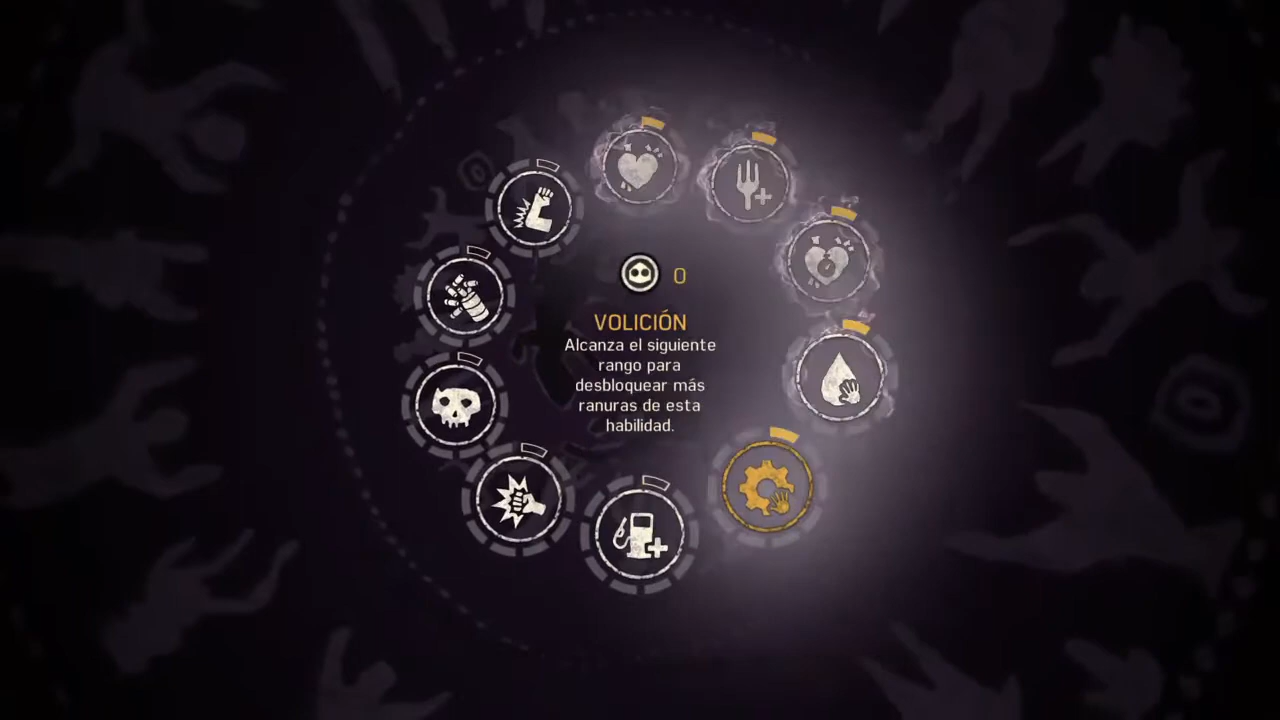 0
VOLICIÓN
Alcanza el siguiente
rango para
desbloquear más
ranuras de esta
habilidad.